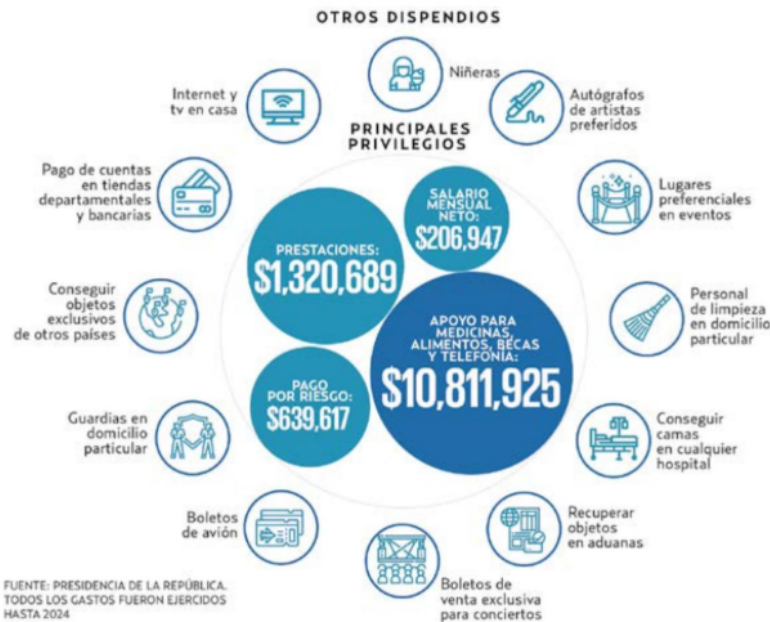 OTROS DISPENDIOS
Niñeras
Autógrafos
de artistas
preferidos
Lugares
preferenciales
en eventos
Personal
de limpieza
en domicilio
particular
Conseguir
camas
en cualquier
hospital
Recuperar
objetos
en aduanas
Boletos de
venta exclusiva
para conciertos
Boletos
de avión
Guardias en
domicilio
particular
Conseguir
objetos
exclusivos
de otros países
Pago de cuentas
en tiendas
departamentales
y bancarias
Internet y
tv en casa
PRINCIPALES
PRIVILEGIOS
SALARIO
MENSUAL
NETO:
$206,947
PRESTACIONES:
$1,320,689
APOYO PARA
MEDICINAS,
ALIMENTOS, BECAS
Y TELEFONÍA:
$10,811,925
PAGO
POR RIESGO:
$639,617
FUENTE: PRESIDENCIA DE LA REPÚBLICA.
TODOS LOS GASTOS FUERON EJERCIDOS
HASTA 2024